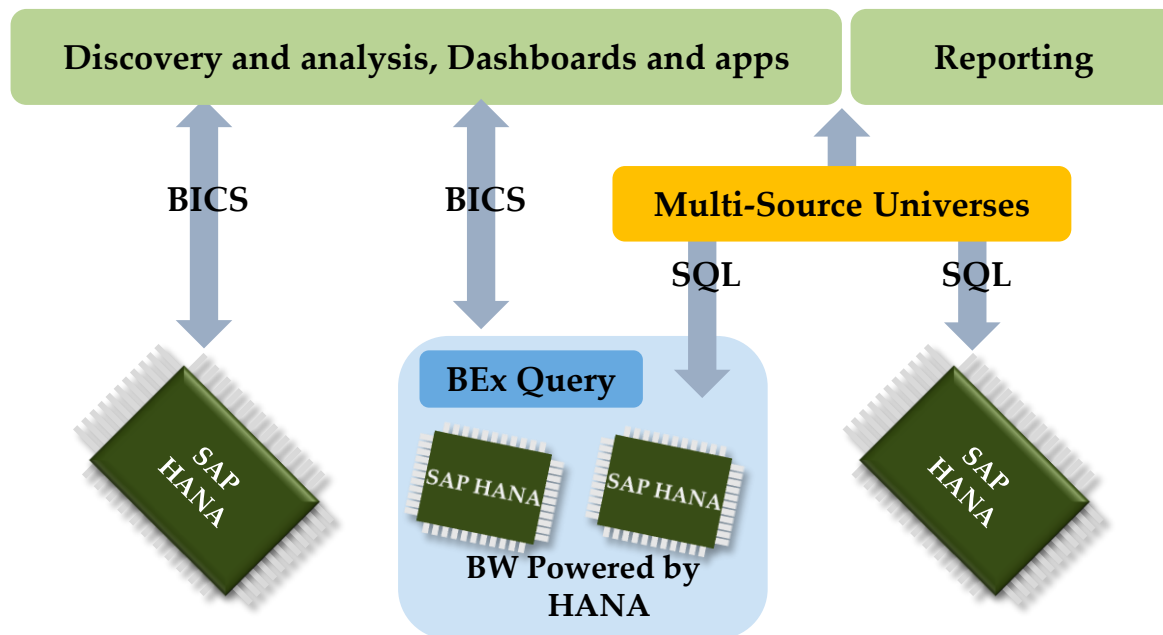 Discovery and analysis, Dashboards and apps
Reporting
BICS
BICS
Multi-Source Universes
SQL
SQL
BEx Query
SAP
HANA
SAP HANA
SAP HANA
SAP
HANA
BW Powered by
HANA